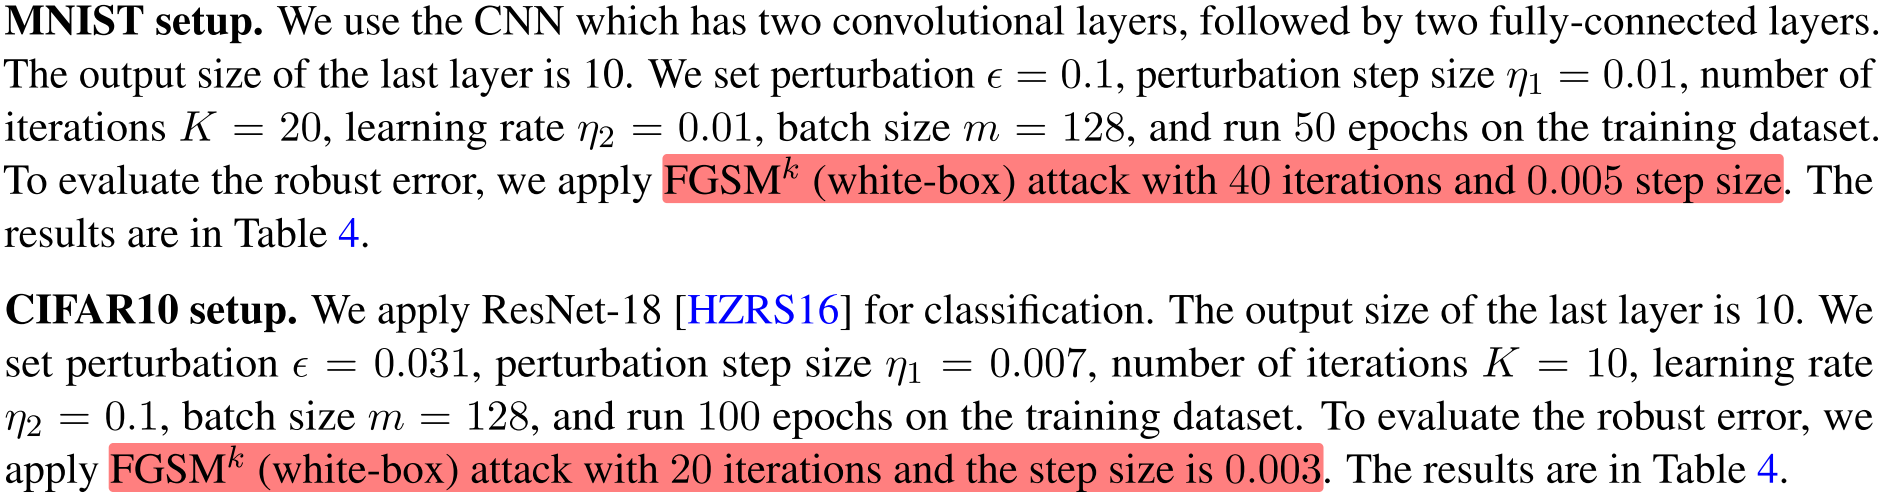 MNIST setup. We use the CNN which has two convolutional layers, followed by two fully-connected layers.
The output size of the last layer is 10. We set perturbation ϵ = 0.1, perturbation step size η₁ = 0.01, number of
iterations K = 20, learning rate η₂ = 0.01, batch size m = 128, and run 50 epochs on the training dataset.
To evaluate the robust error, we apply FGSMᵏ (white-box) attack with 40 iterations and 0.005 step size. The
results are in Table 4.
CIFAR10 setup. We apply ResNet-18 [HZRS16] for classification. The output size of the last layer is 10. We
set perturbation ϵ = 0.031, perturbation step size η₁ = 0.007, number of iterations K = 10, learning rate
η₂ = 0.1, batch size m = 128, and run 100 epochs on the training dataset. To evaluate the robust error, we
apply FGSMᵏ (white-box) attack with 20 iterations and the step size is 0.003. The results are in Table 4.